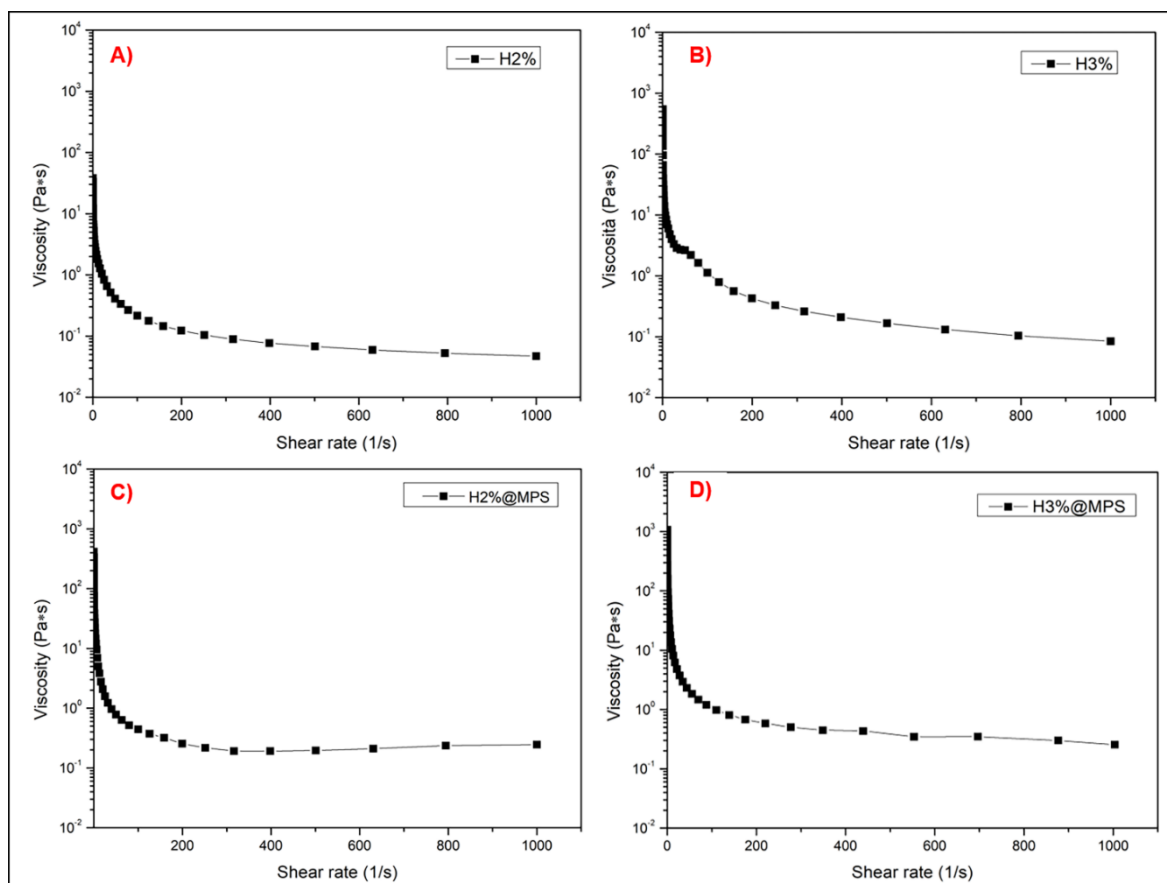 A)
H2%
Viscosity (Pa*s)
10^4
10^3
10^2
10^1
10^0
10^-1
10^-2
0 200 400 600 800 1000
Shear rate (1/s)
B)
H3%
Viscosità (Pa*s)
10^4
10^3
10^2
10^1
10^0
10^-1
10^-2
0 200 400 600 800 1000
Shear rate (1/s)
C)
H2%@MPS
Viscosity (Pa*s)
10^4
10^3
10^2
10^1
10^0
10^-1
10^-2
200 400 600 800 1000
Shear rate (1/s)
D)
H3%@MPS
Viscosity (Pa*s)
10^4
10^3
10^2
10^1
10^0
10^-1
10^-2
0 200 400 600 800 1000
Shear rate (1/s)